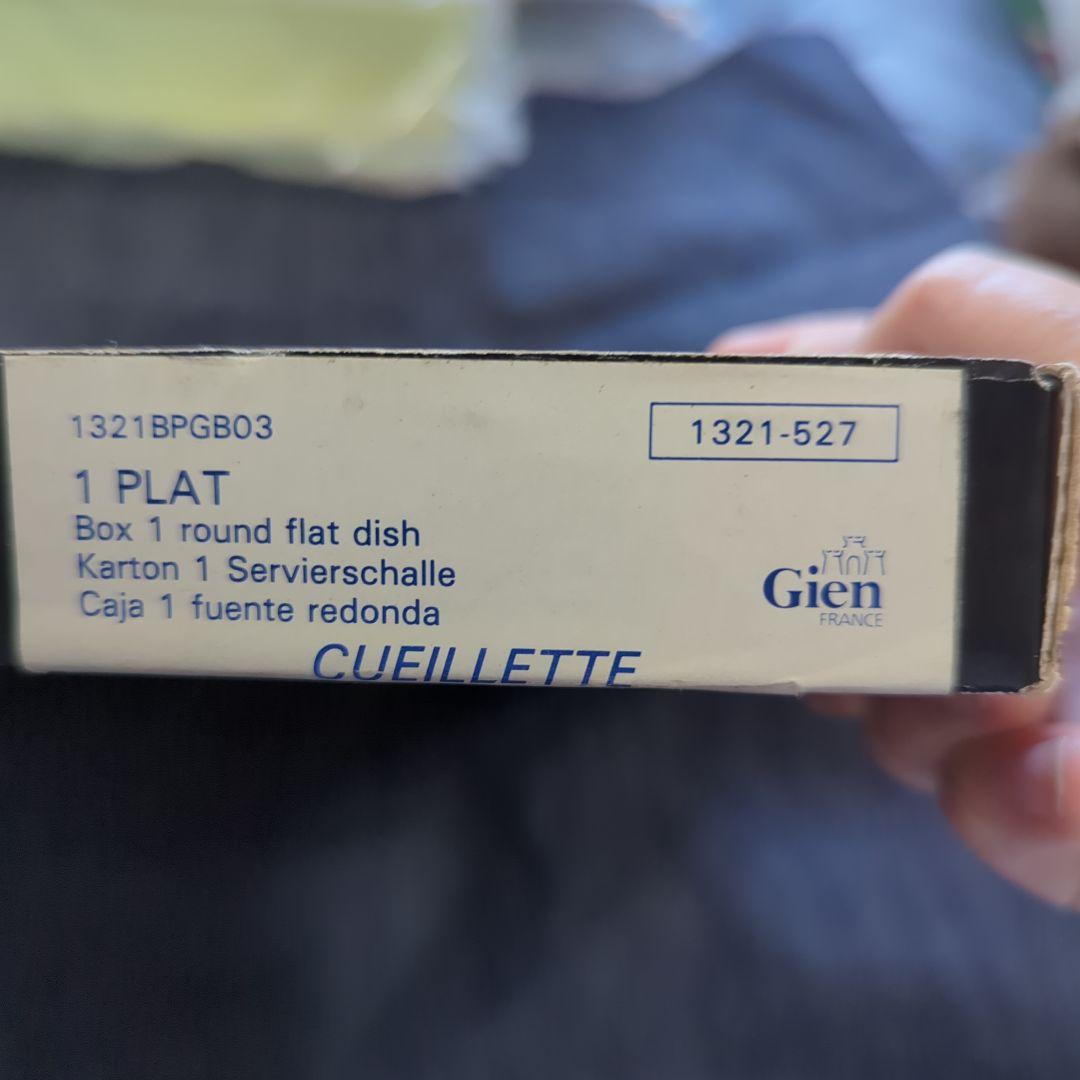 1321BPGB03
1321-527
1 PLAT
Box 1 round flat dish
Karton 1 Servierschalle
Caja 1 fuente redonda
Gien
FRANCE
CUEILLETTE